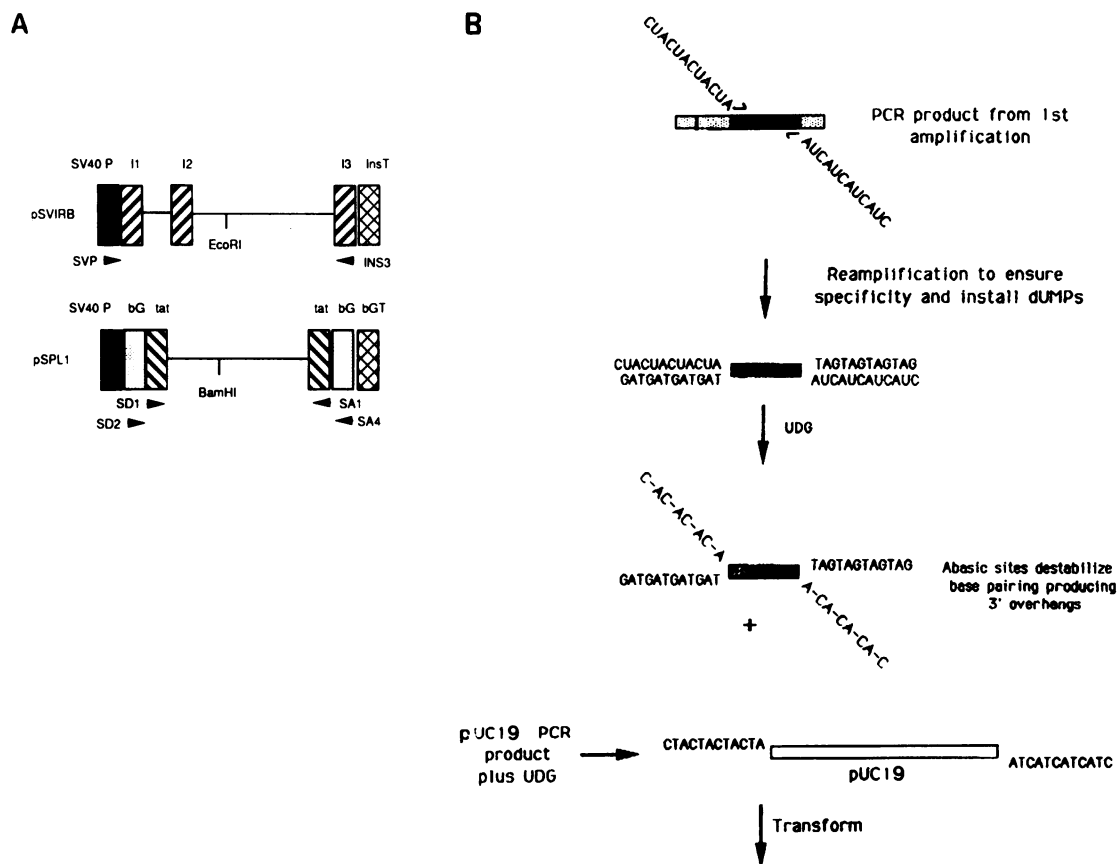 A
SV40 P I1 I2 I3 InsT
pSVIRB
EcoRI
SVP INS3
SV40 P bG tat tat bG bGT
pSPL1
BamHI
SD1 SA1
SD2 SA4
B
CUACUACUACUA
PCR product from 1st
amplification
AUCAUCAUCAUC
Reamplification to ensure
specificity and install dUMPs
CUACUACUACUA TAGTAGTAGTAG
GATGATGATGAT AUCAUCAUCAUC
UDG
C-AC-AC-AC-A
GATGATGATGAT TAGTAGTAGTAG
Abasic sites destabilize
base pairing producing
3' overhangs
A-CA-CA-CA-C
+
pUC19 PCR
product
plus UDG
CTACTACTACTA
pUC19
ATCATCATCATC
Transform